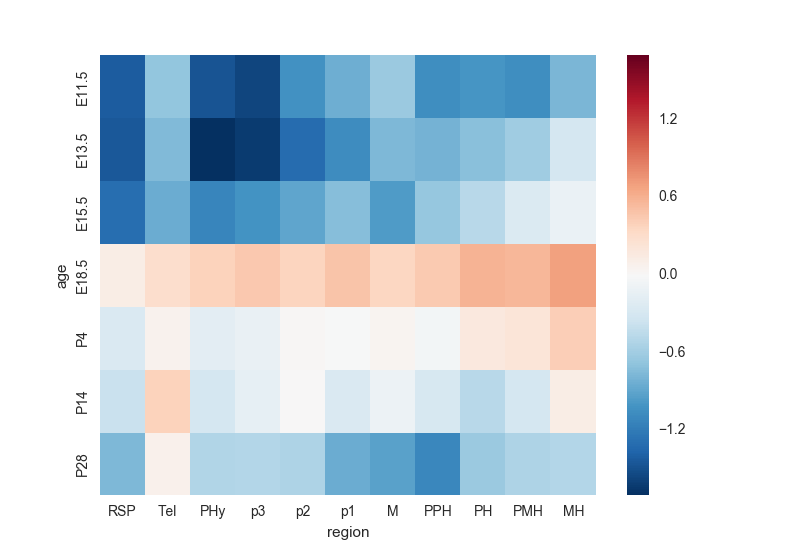 E11.5
E13.5
E15.5
E18.5
P4
P14
P28
age
RSP Tel PHy p3 p2 p1 M PPH PH PMH MH
region
1.2
0.6
0.0
−0.6
−1.2